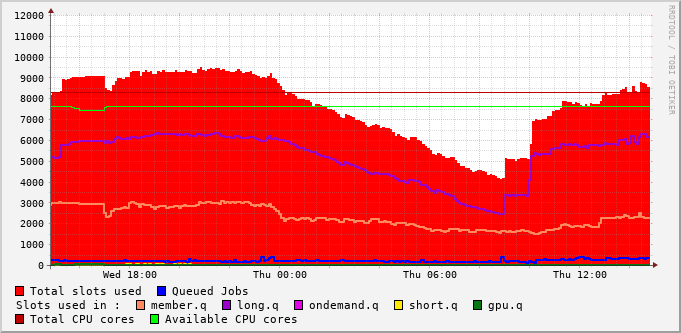 12000
11000
10000
9000
8000
7000
6000
5000
4000
3000
2000
1000
0
Wed 18:00 Thu 00:00 Thu 06:00 Thu 12:00
Total slots used Queued Jobs
Slots used in : member.q long.q ondemand.q short.q gpu.q
Total CPU cores Available CPU cores
RRDTOOL / TOBI OETIKER